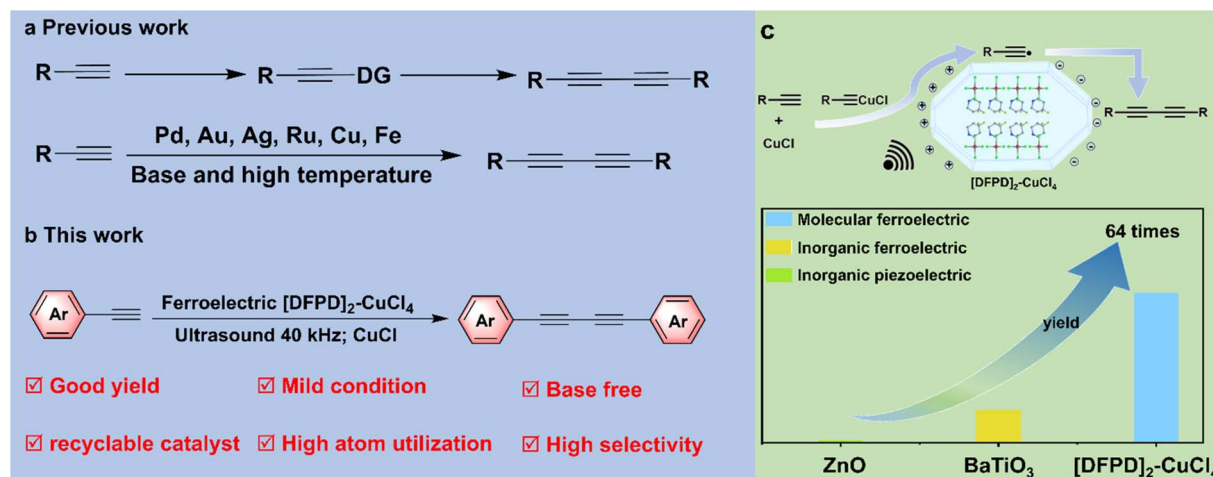 a Previous work
R R DG R R
Pd, Au, Ag, Ru, Cu, Fe
R R R
Base and high temperature
b This work
Ferroelectric [DFPD]₂-CuCl₄
Ar Ar Ar
Ultrasound 40 kHz; CuCl
☑ Good yield ☑ Mild condition ☑ Base free
☑ recyclable catalyst ☑ High atom utilization ☑ High selectivity
c
R
R R CuCl R R
+
CuCl
[DFPD]₂-CuCl₄
Molecular ferroelectric
Inorganic ferroelectric
Inorganic piezoelectric
64 times
yield
ZnO BaTiO₃ [DFPD]₂-CuCl₄